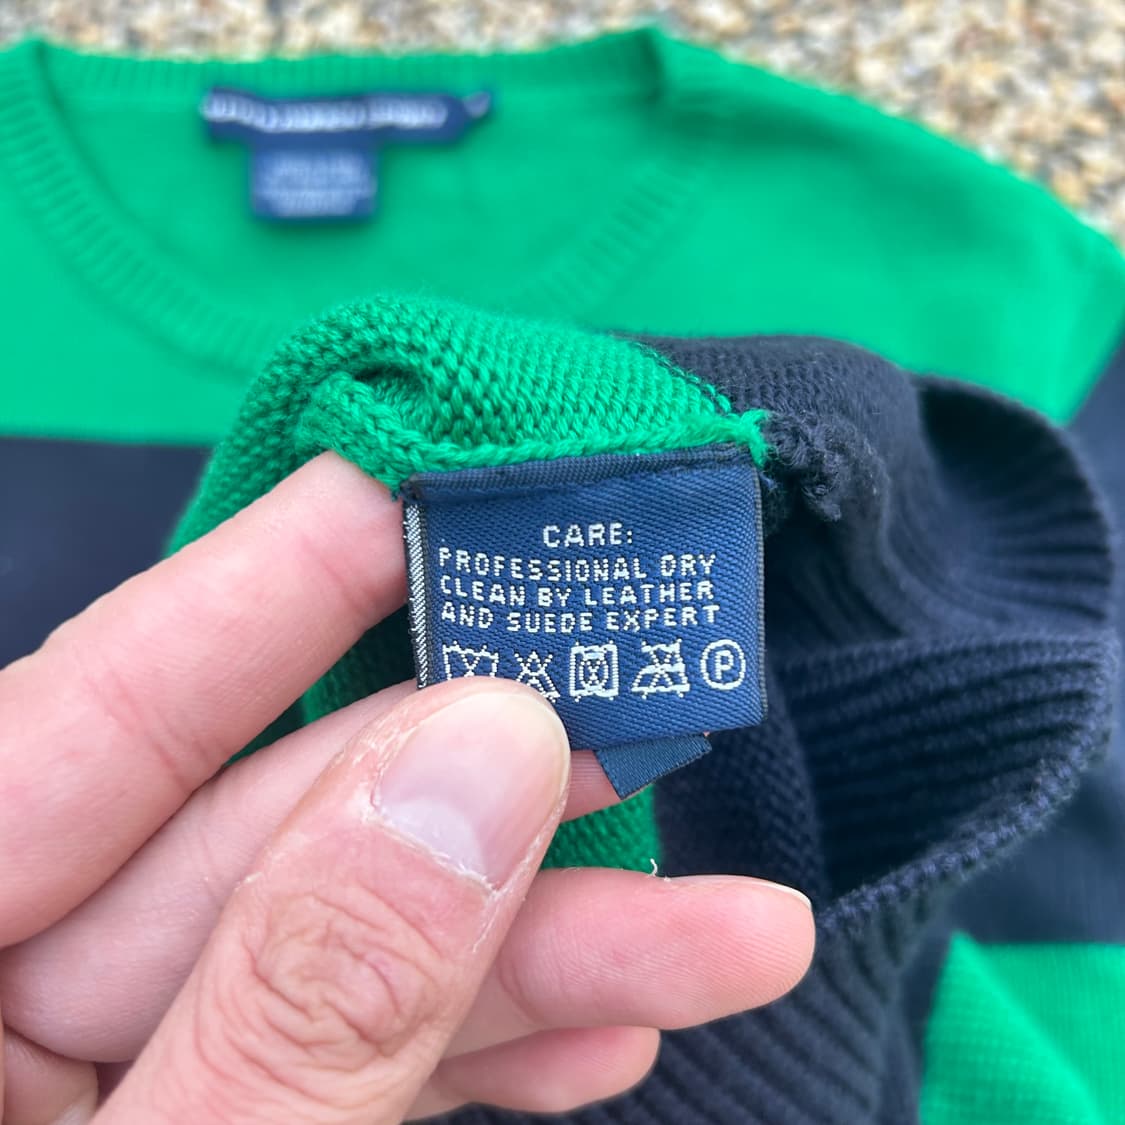 CARE:
PROFESSIONAL DRY
CLEAN BY LEATHER
AND SUEDE EXPERT
P